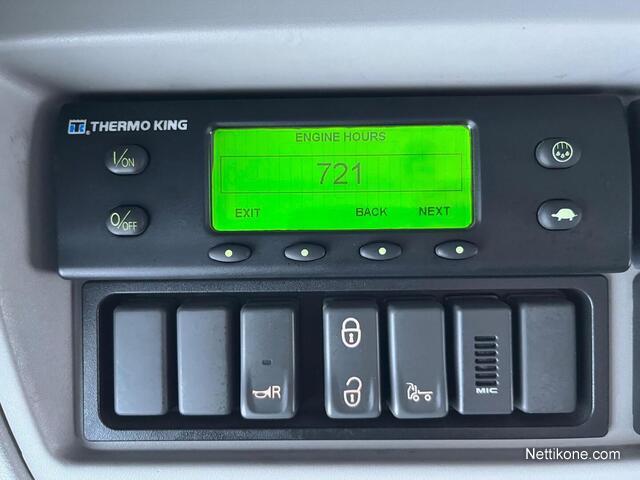 THERMO KING
ENGINE HOURS
721
EXIT BACK NEXT
I/ON
O/OFF
R
MIC
Nettikone.com